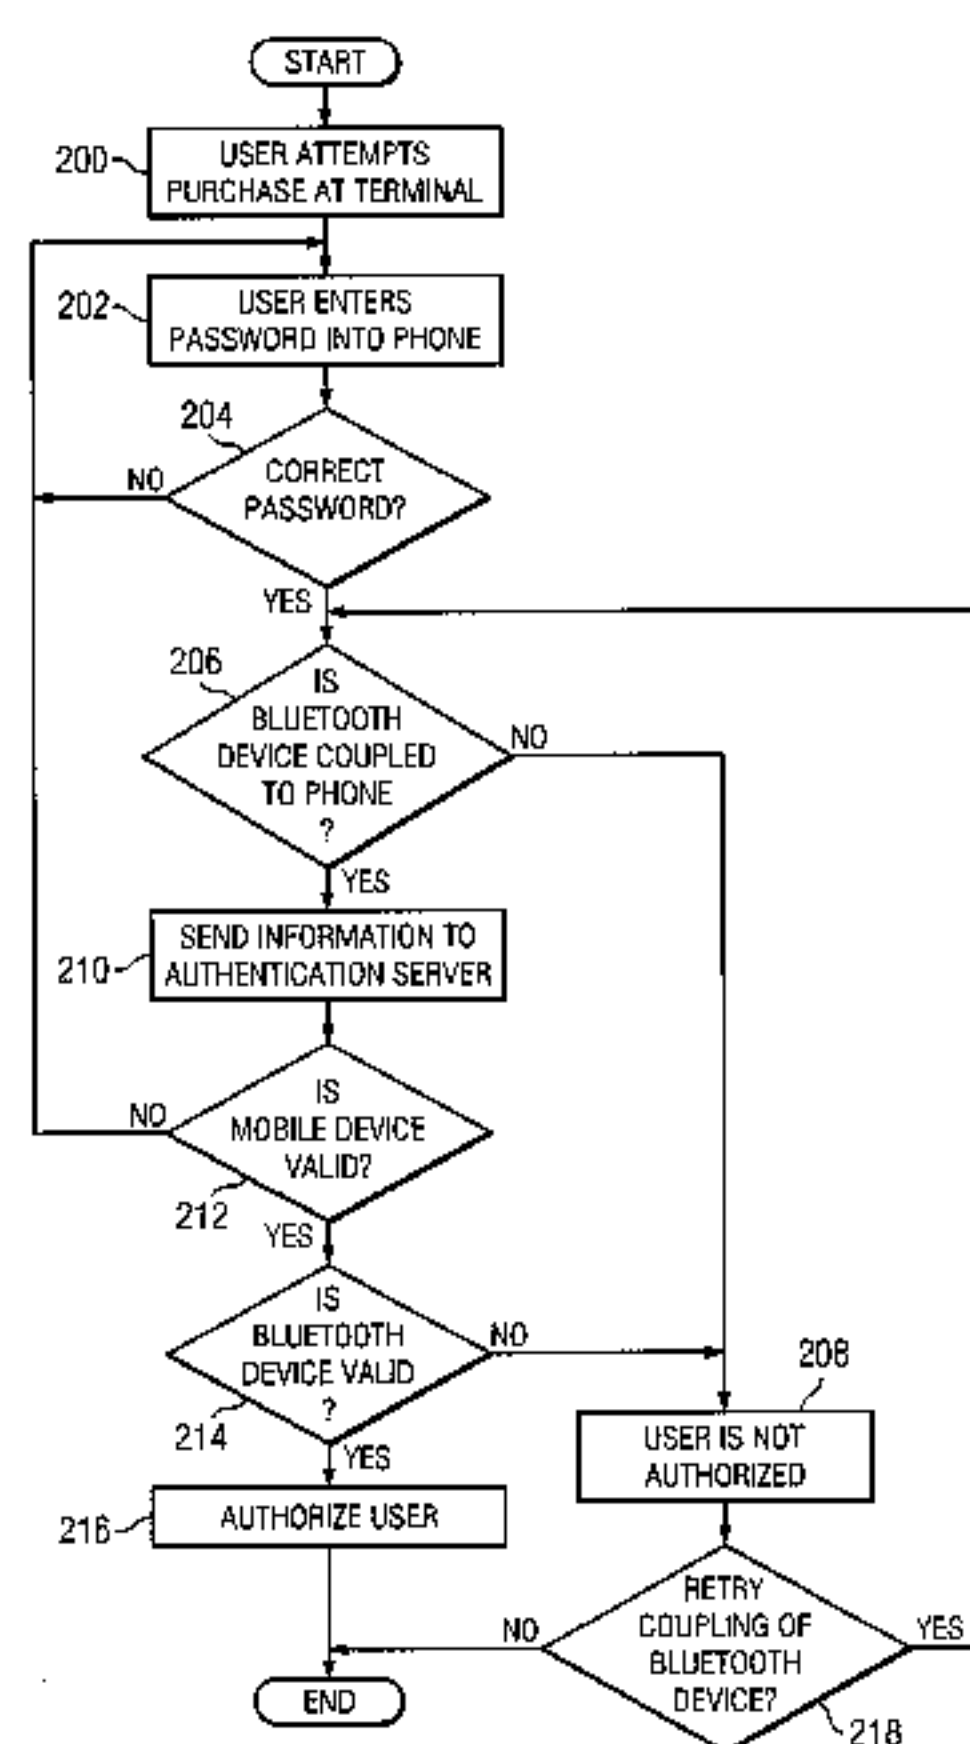 START
200
USER ATTEMPTS
PURCHASE AT TERMINAL
202
USER ENTERS
PASSWORD INTO PHONE
204
CORRECT
PASSWORD?
NO
YES
206
IS
BLUETOOTH
DEVICE COUPLED
TO PHONE
?
NO
YES
210
SEND INFORMATION TO
AUTHENTICATION SERVER
IS
MOBILE DEVICE
VALID?
NO
212
YES
IS
BLUETOOTH
DEVICE VALID
?
NO
214
YES
208
USER IS NOT
AUTHORIZED
216
AUTHORIZE USER
RETRY
COUPLING OF
BLUETOOTH
DEVICE?
NO
YES
218
END